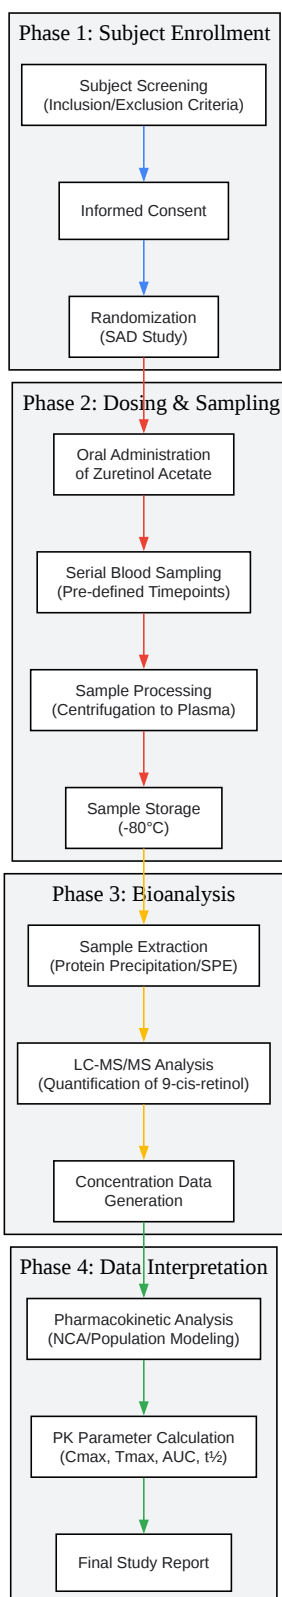 Phase 1: Subject Enrollment
Subject Screening
(Inclusion/Exclusion Criteria)
Informed Consent
Randomization
(SAD Study)
Phase 2: Dosing & Sampling
Oral Administration
of Zuretinol Acetate
Serial Blood Sampling
(Pre-defined Timepoints)
Sample Processing
(Centrifugation to Plasma)
Sample Storage
(-80°C)
Phase 3: Bioanalysis
Sample Extraction
(Protein Precipitation/SPE)
LC-MS/MS Analysis
(Quantification of 9-cis-retinol)
Concentration Data
Generation
Phase 4: Data Interpretation
Pharmacokinetic Analysis
(NCA/Population Modeling)
PK Parameter Calculation
(Cmax, Tmax, AUC, t½)
Final Study Report